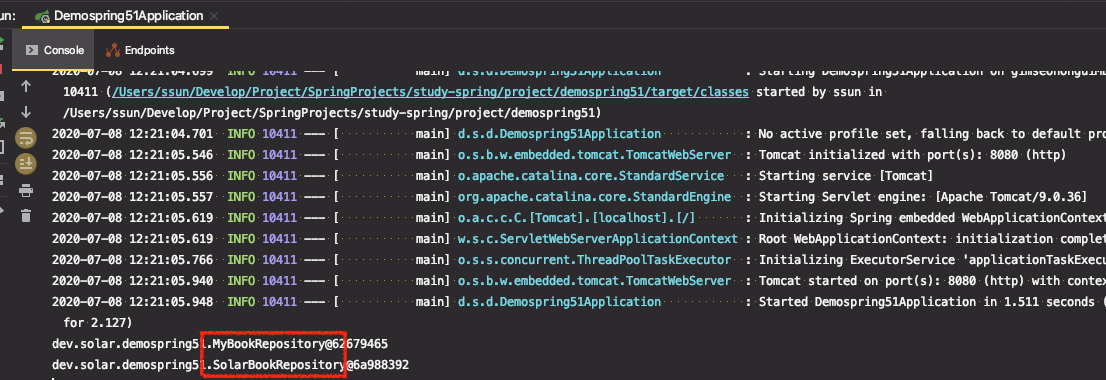 un:
Demospring51Application ×
Console
Endpoints
2020-07-08 12:21:04.699 INFO 10411 --- [ main] d.s.d.Demospring51Application : Starting Demospring51Application on
10411 (/Users/ssun/Develop/Project/SpringProjects/study-spring/project/demospring51/target/classes started by ssun in
/Users/ssun/Develop/Project/SpringProjects/study-spring/project/demospring51)
2020-07-08 12:21:04.701 INFO 10411 --- [ main] d.s.d.Demospring51Application : No active profile set, falling back to default pro
2020-07-08 12:21:05.546 INFO 10411 --- [ main] o.s.b.w.embedded.tomcat.TomcatWebServer : Tomcat initialized with port(s): 8080 (http)
2020-07-08 12:21:05.556 INFO 10411 --- [ main] o.apache.catalina.core.StandardService : Starting service [Tomcat]
2020-07-08 12:21:05.557 INFO 10411 --- [ main] org.apache.catalina.core.StandardEngine : Starting Servlet engine: [Apache Tomcat/9.0.36]
2020-07-08 12:21:05.619 INFO 10411 --- [ main] o.a.c.c.C.[Tomcat].[localhost].[/] : Initializing Spring embedded WebApplicationContext
2020-07-08 12:21:05.619 INFO 10411 --- [ main] w.s.c.ServletWebServerApplicationContext : Root WebApplicationContext: initialization complet
2020-07-08 12:21:05.766 INFO 10411 --- [ main] o.s.s.concurrent.ThreadPoolTaskExecutor : Initializing ExecutorService 'applicationTaskExecu
2020-07-08 12:21:05.940 INFO 10411 --- [ main] o.s.b.w.embedded.tomcat.TomcatWebServer : Tomcat started on port(s): 8080 (http) with contex
2020-07-08 12:21:05.948 INFO 10411 --- [ main] d.s.d.Demospring51Application : Started Demospring51Application in 1.511 seconds (
for 2.127)
dev.solar.demospring51.MyBookRepository@62679465
dev.solar.demospring51.SolarBookRepository@6a988392